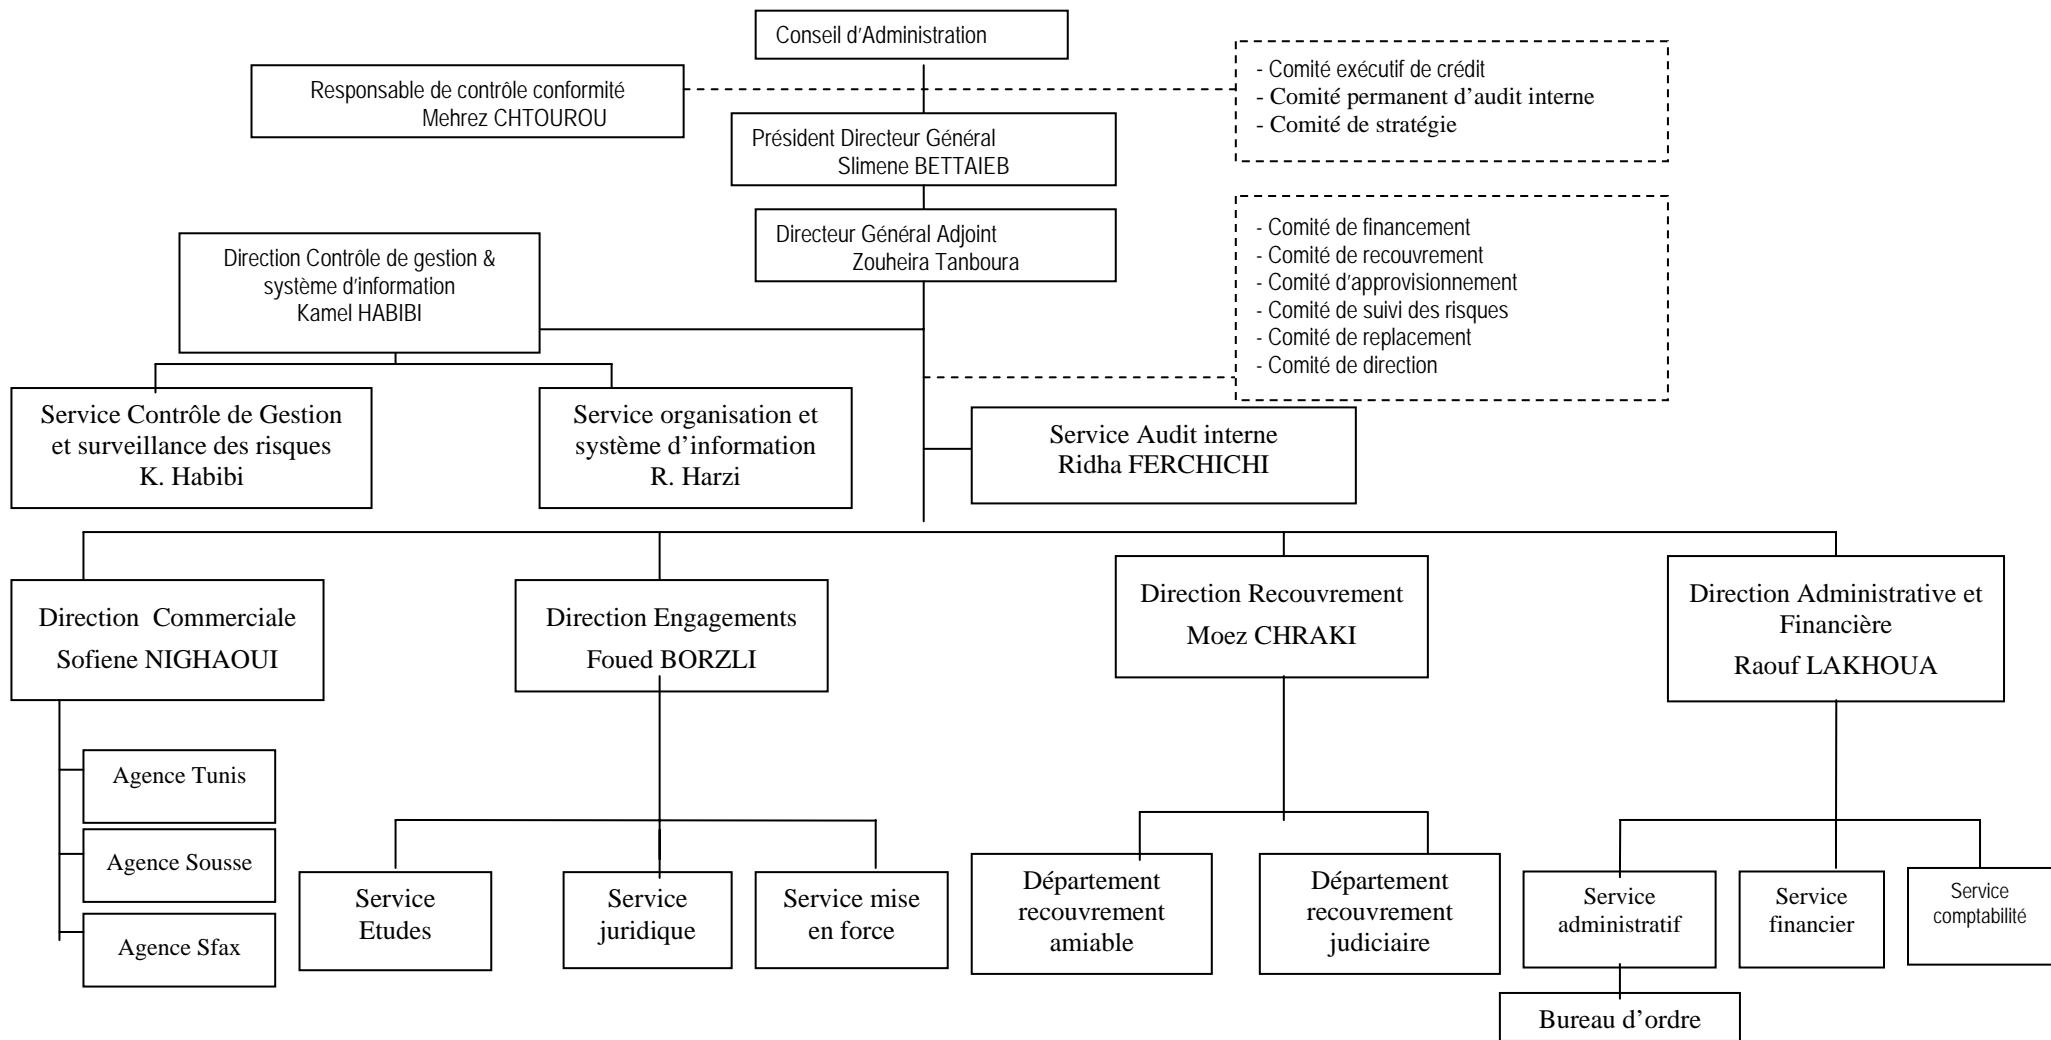 Conseil d'Administration
Responsable de contrôle conformité
Mehrez CHTOUROU
- Comité exécutif de crédit
- Comité permanent d'audit interne
- Comité de stratégie
Président Directeur Général
Slimene BETTAIEB
Directeur Général Adjoint
Zouheira Tanboura
- Comité de financement
- Comité de recouvrement
- Comité d'approvisionnement
- Comité de suivi des risques
- Comité de replacement
- Comité de direction
Direction Contrôle de gestion &
système d'information
Kamel HABIBI
Service Contrôle de Gestion
et surveillance des risques
K. Habibi
Service organisation et
système d'information
R. Harzi
Service Audit interne
Ridha FERCHICHI
Direction  Commerciale
Sofiene NIGHAOUI
Direction Engagements
Foued BORZLI
Direction Recouvrement
Moez CHRAKI
Direction Administrative et
Financière
Raouf LAKHOUA
Agence Tunis
Agence Sousse
Agence Sfax
Service
Etudes
Service
juridique
Service mise
en force
Département
recouvrement
amiable
Département
recouvrement
judiciaire
Service
administratif
Service
financier
Service
comptabilité
Bureau d'ordre